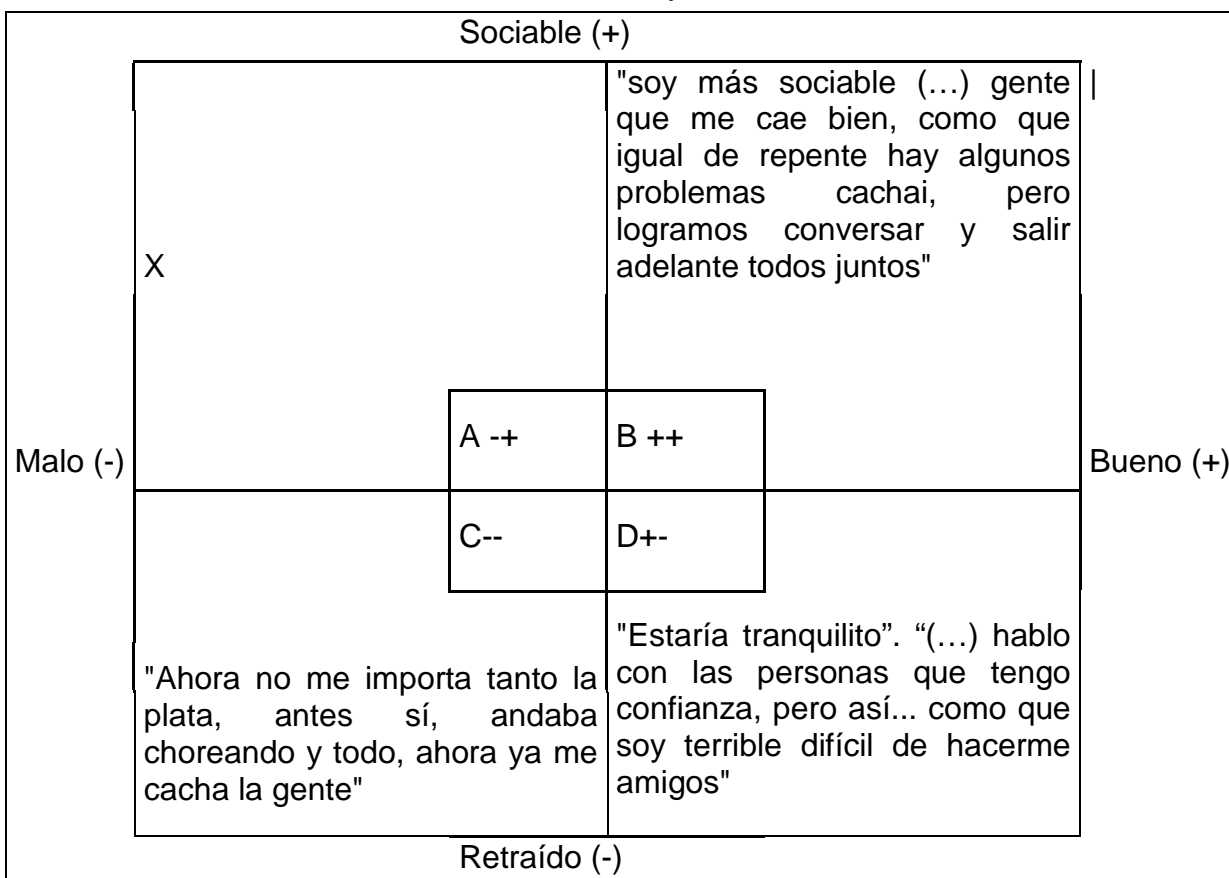 Sociable (+)
"soy más sociable (…) gente
que me cae bien, como que
igual de repente hay algunos
problemas cachai, pero
logramos conversar y salir
adelante todos juntos"
|
X
A -+
B ++
Malo (-)
Bueno (+)
C--
D+-
"Ahora no me importa tanto la
plata, antes sí, andaba
choreando y todo, ahora ya me
cacha la gente"
"Estaría tranquilito”. “(…) hablo
con las personas que tengo
confianza, pero así... como que
soy terrible difícil de hacerme
amigos"
Retraído (-)